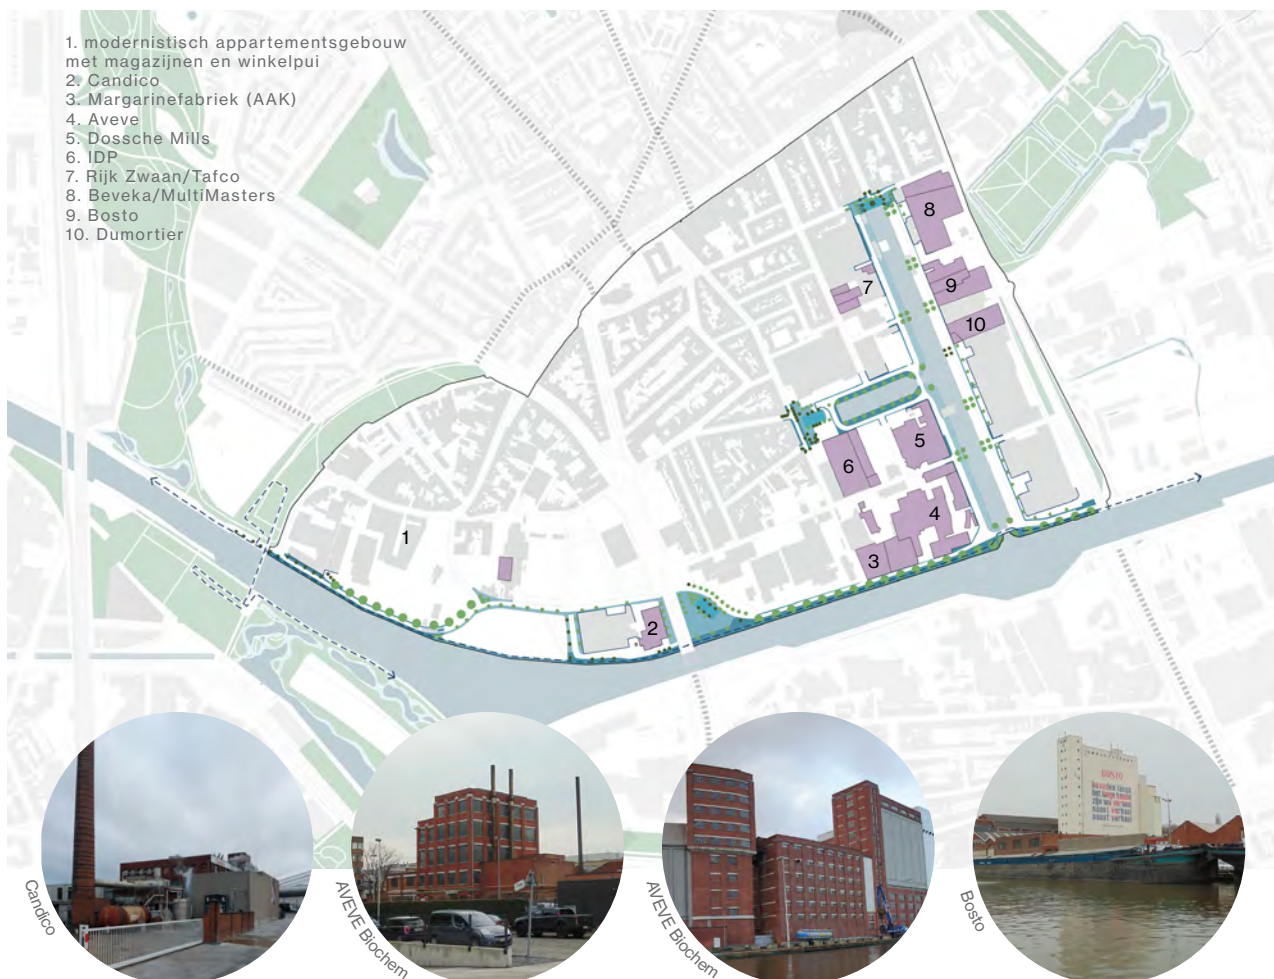 1. modernistisch appartementsgebouw
met magazijnen en winkelpui
2. Candico
3. Margarinefabriek (AAK)
4. Aveve
5. Dossche Mills
6. IDP
7. Rijk Zwaan/Tafco
8. Beveka/MultiMasters
9. Bosto
10. Dumortier
8
7
9
10
5
6
1
4
3
2
Candico
AVEVE Biochem
AVEVE Biochem
Bosto
BOSTO